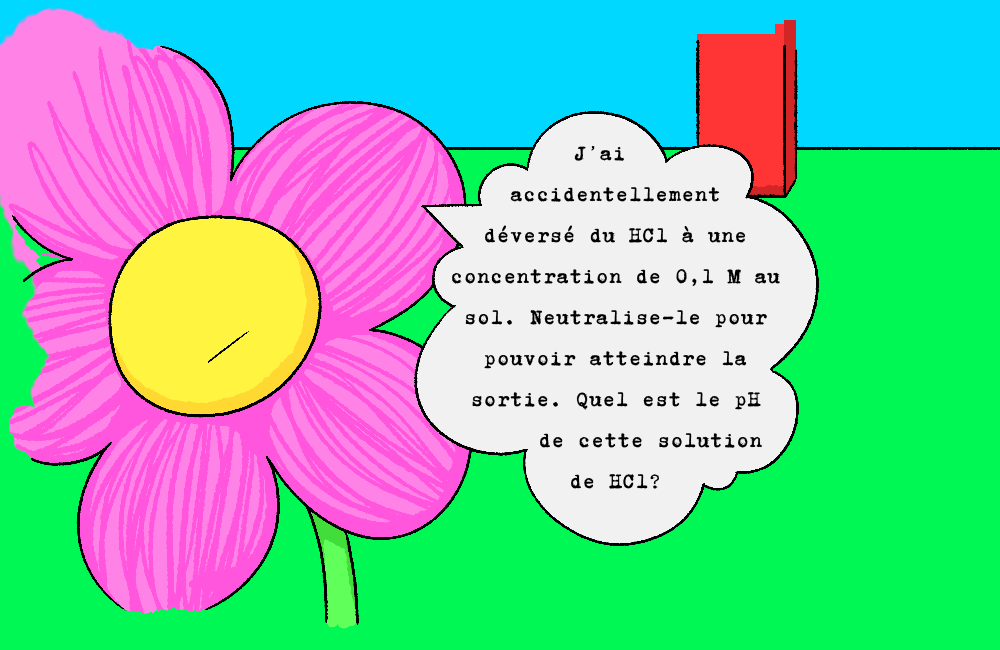 J'ai
accidentellement
déversé du HCl à une
concentration de 0,1 M au
sol. Neutralise-le pour
pouvoir atteindre la
sortie. Quel est le pH
de cette solution
de HCl?